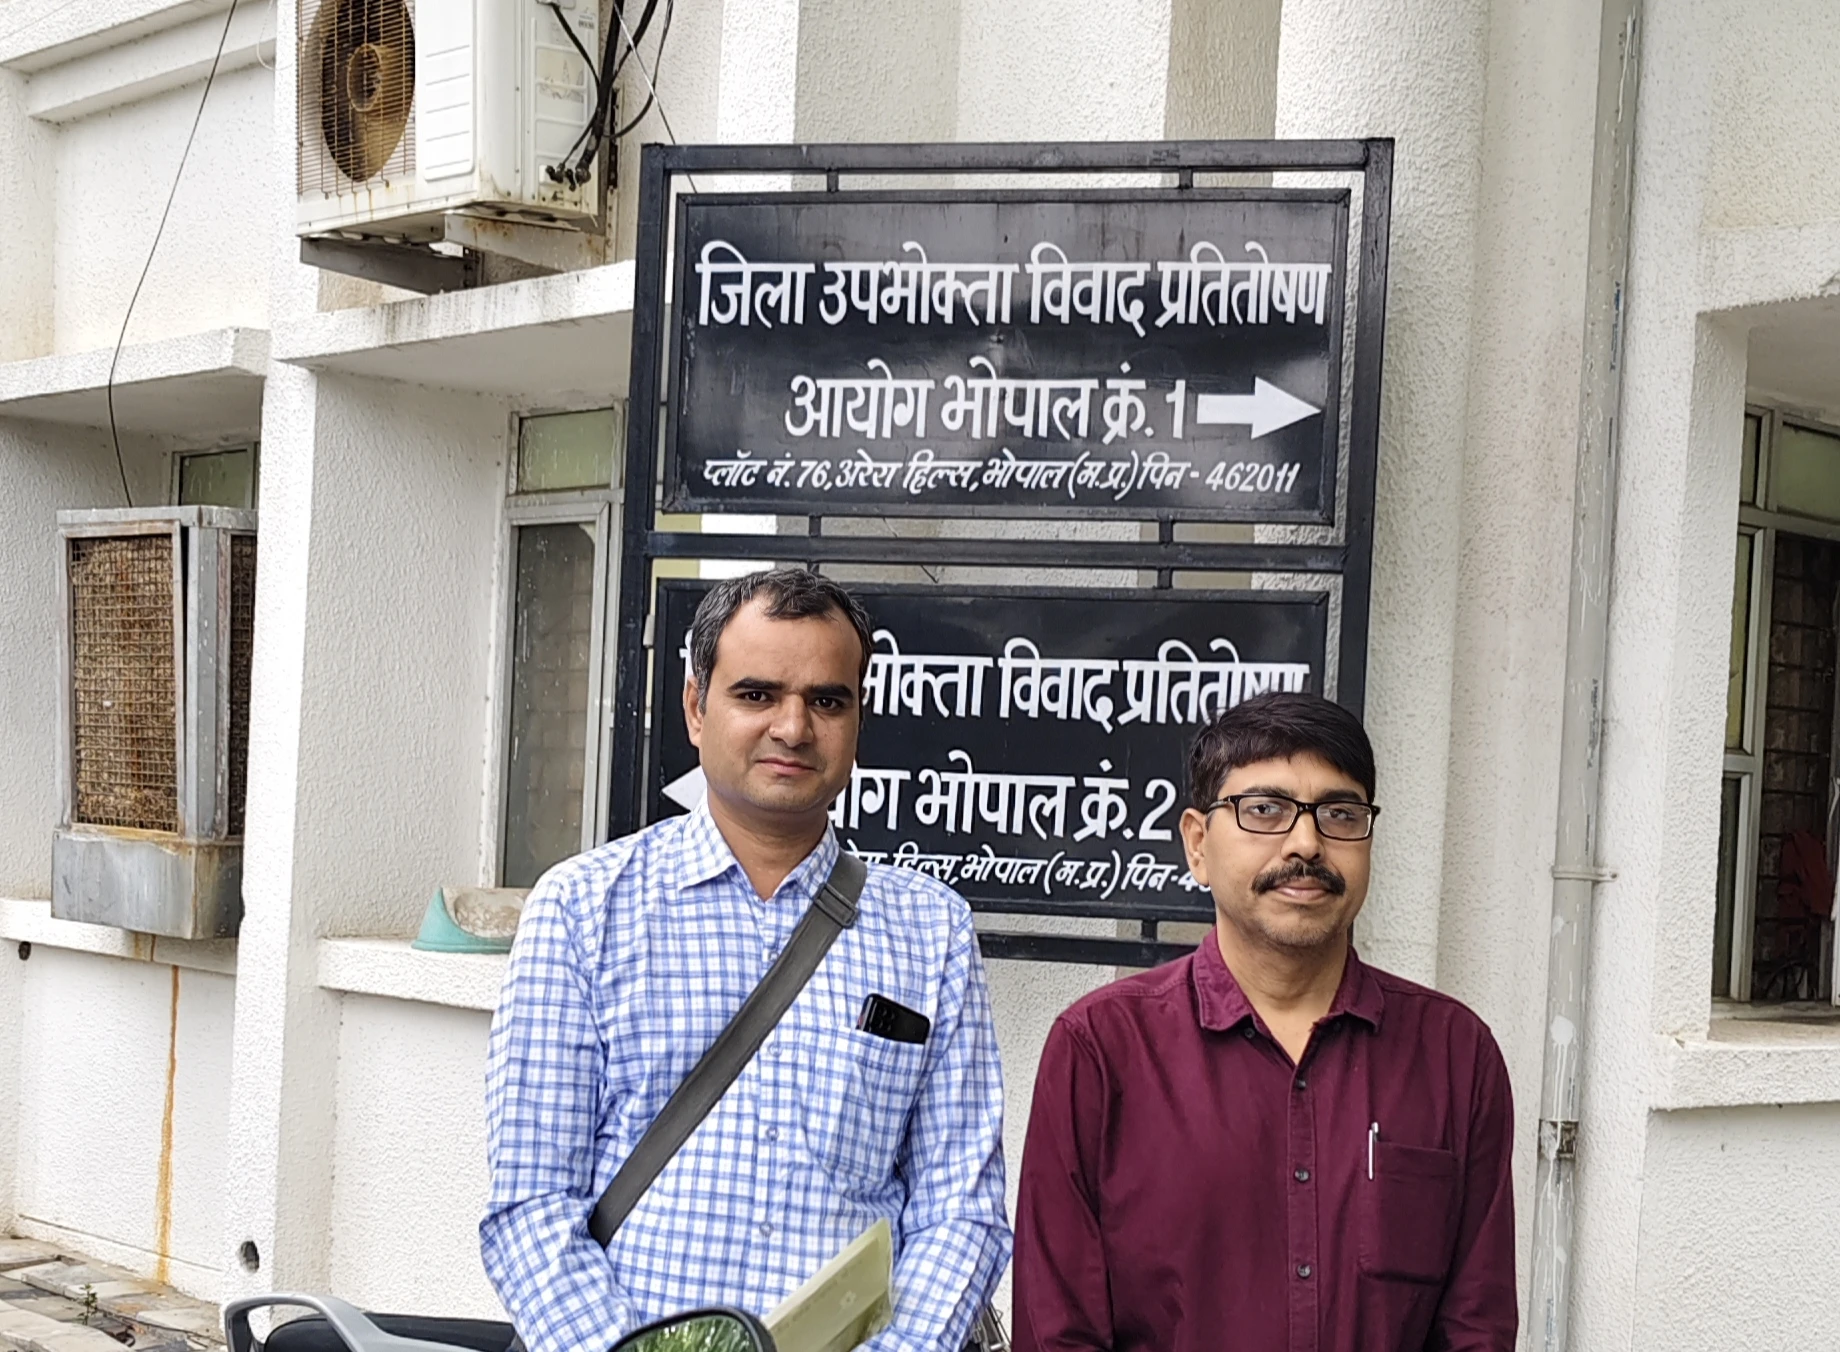 जिला उपभोक्ता विवाद प्रतितोषण
आयोग भोपाल क्रं. 1
प्लॉट नं. 76, अरेरा हिल्स, भोपाल (म.प्र.) पिन - 462011
विवाद प्रतितोषण
भोपाल क्रं. 2
हिल्स, भोपाल (म.प्र.) पिन -